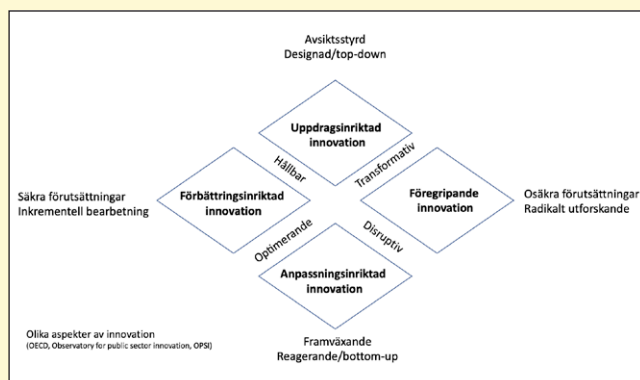 Avsiktsstyrd
Designad/top-down
Uppdragsinriktad
innovation
Hållbar
Transformativ
Säkra förutsättningar
Inkrementell bearbetning
Förbättringsinriktad
innovation
Föregripande
innovation
Osäkra förutsättningar
Radikalt utforskande
Optimerande
Disruptiv
Anpassningsinriktad
innovation
Olika aspekter av innovation
(OECD, Observatory for public sector innovation, OPSI)
Framväxande
Reagerande/bottom-up